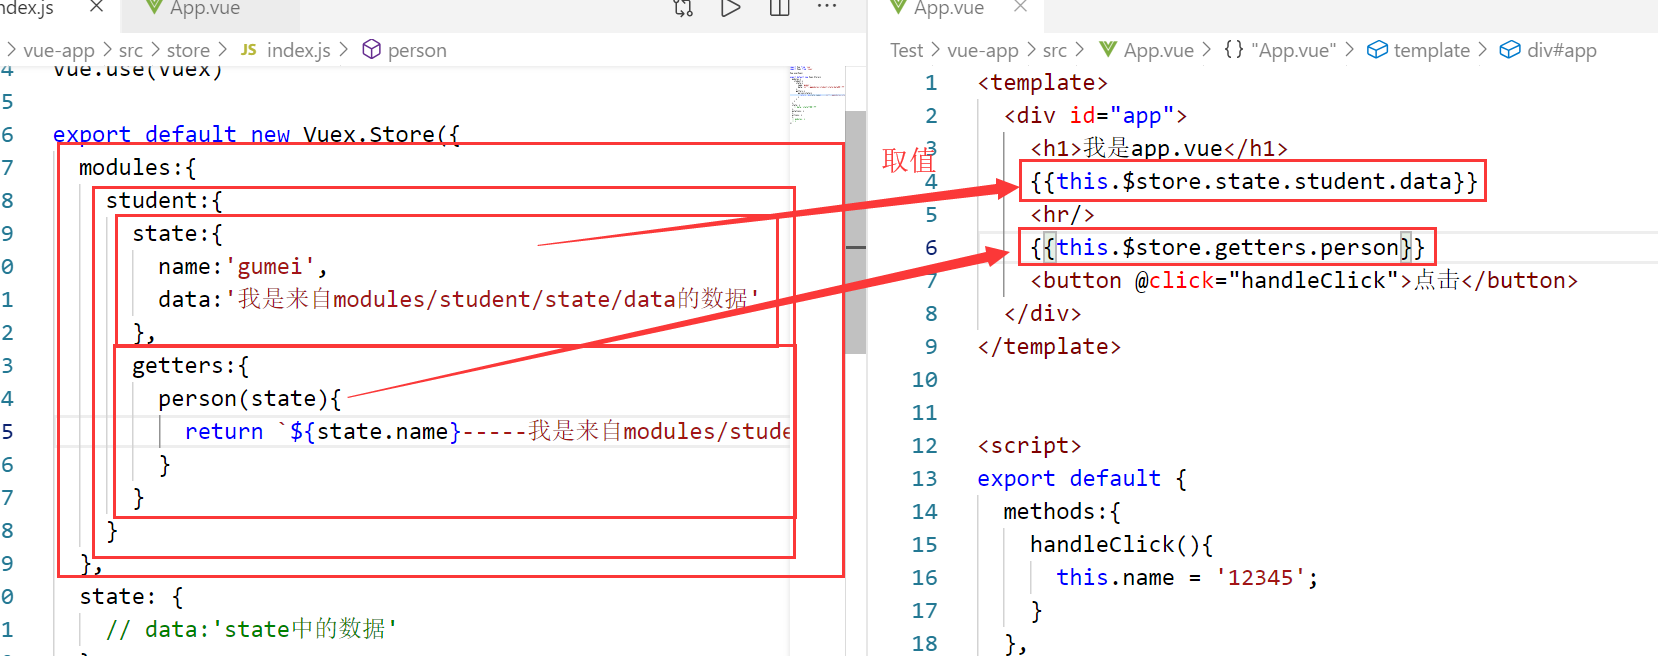 index.js
App.vue
vue-app > src > store > JS index.js > person
4 Vue.use(Vuex)
5
6 export default new Vuex.Store({
7 modules:{
8 student:{
9 state:{
0 name:'gumei',
1 data:'我是来自modules/student/state/data的数据'
2 },
3 getters:{
4 person(state){
5 return `${state.name}-----我是来自modules/stude
6 }
7 }
8 }
9 },
0 state: {
1 // data:'state中的数据'
取值
App.vue
Test > vue-app > src > App.vue > {} "App.vue" > template > div#app
1 <template>
2 <div id="app">
3 <h1>我是app.vue</h1>
4 {{this.$store.state.student.data}}
5 <hr/>
6 {{this.$store.getters.person}}
7 <button @click="handleClick">点击</button>
8 </div>
9 </template>
10
11
12 <script>
13 export default {
14 methods:{
15 handleClick(){
16 this.name = '12345';
17 }
18 },